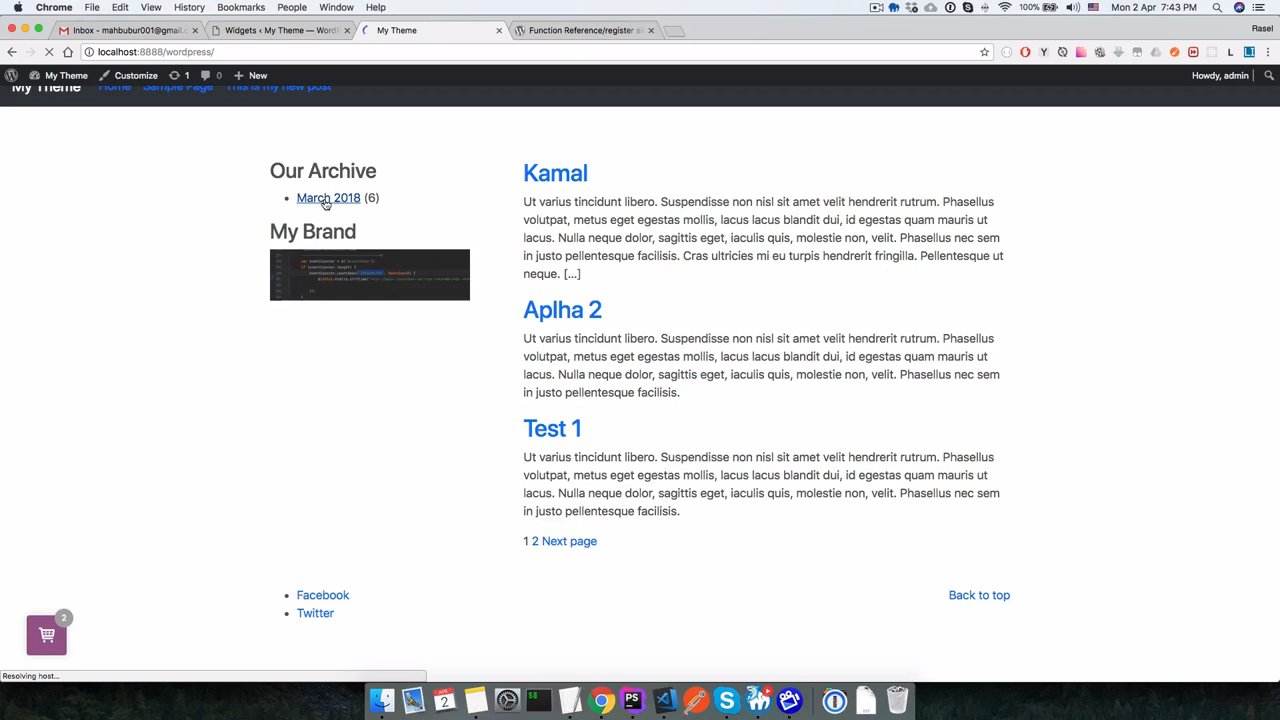 Chrome File Edit View History Bookmarks People Window Help 100% Mon 2 Apr 7:43 PM
Inbox - mahbubur001@gmail. Widgets ‹ My Theme — WordP My Theme Function Reference/register s Rasel
localhost:8888/wordpress/
My Theme Customize 1 0 New Howdy, admin
My Theme Home Sample Page This is my new post
Our Archive
March 2018 (6)
My Brand
Kamal
Ut varius tincidunt libero. Suspendisse non nisl sit amet velit hendrerit rutrum. Phasellus
volutpat, metus eget egestas mollis, lacus lacus blandit dui, id egestas quam mauris ut
lacus. Nulla neque dolor, sagittis eget, iaculis quis, molestie non, velit. Phasellus nec sem
in justo pellentesque facilisis. Cras ultricies mi eu turpis hendrerit fringilla. Pellentesque ut
neque. [...]
Aplha 2
Ut varius tincidunt libero. Suspendisse non nisl sit amet velit hendrerit rutrum. Phasellus
volutpat, metus eget egestas mollis, lacus lacus blandit dui, id egestas quam mauris ut
lacus. Nulla neque dolor, sagittis eget, iaculis quis, molestie non, velit. Phasellus nec sem
in justo pellentesque facilisis.
Test 1
Ut varius tincidunt libero. Suspendisse non nisl sit amet velit hendrerit rutrum. Phasellus
volutpat, metus eget egestas mollis, lacus lacus blandit dui, id egestas quam mauris ut
lacus. Nulla neque dolor, sagittis eget, iaculis quis, molestie non, velit. Phasellus nec sem
in justo pellentesque facilisis.
1 2 Next page
Facebook
Twitter
Back to top
2
Resolving host...